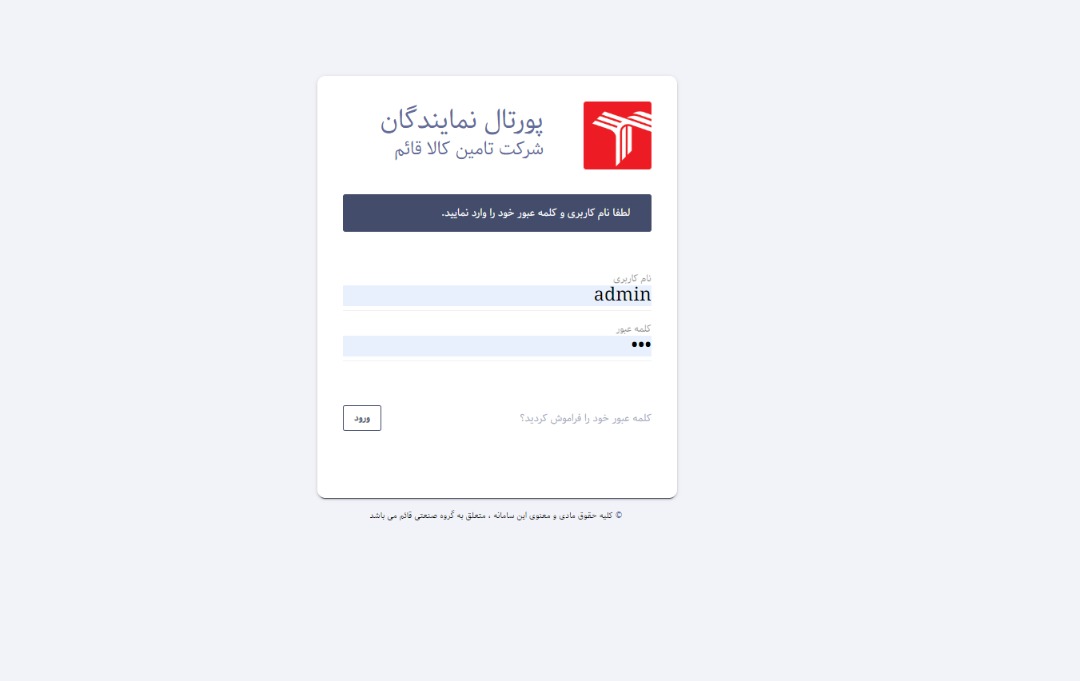 پورتال نمایندگان
شرکت تامین کالا قائم
لطفا نام کاربری و کلمه عبور خود را وارد نمایید.
نام کاربری
admin
کلمه عبور
•••
کلمه عبور خود را فراموش کردید؟
ورود
© کلیه حقوق مادی و معنوی این سامانه ، متعلق به گروه صنعتی قائم می باشد